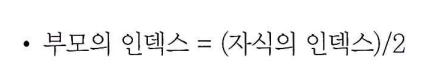 • 부모의 인덱스 = (자식의 인덱스)/2